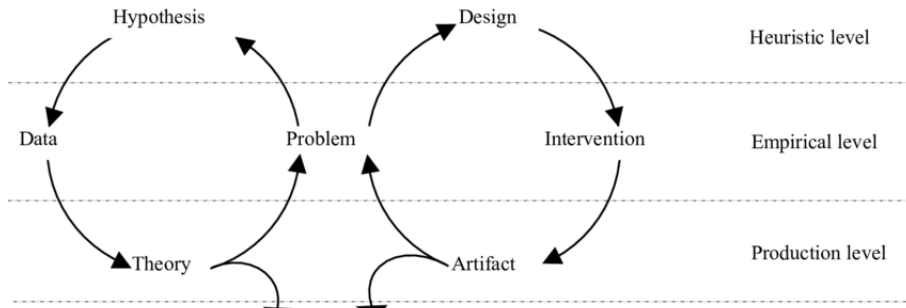 Hypothesis
Design
Heuristic level
Data
Problem
Intervention
Empirical level
Theory
Artifact
Production level